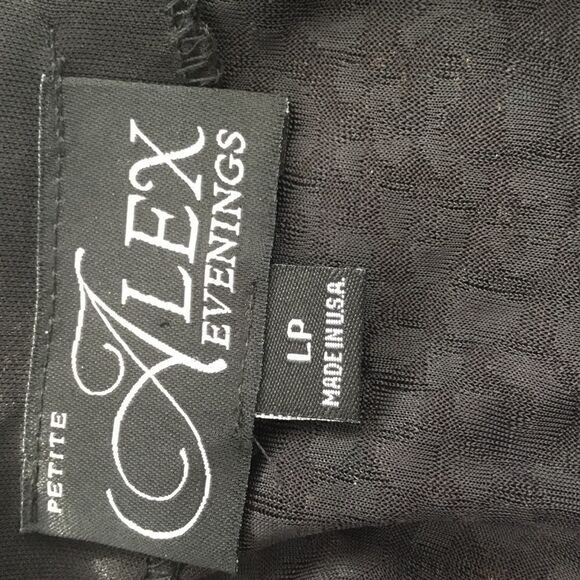 PETITE
ALEX
EVENINGS
LP
MADE IN U.S.A.